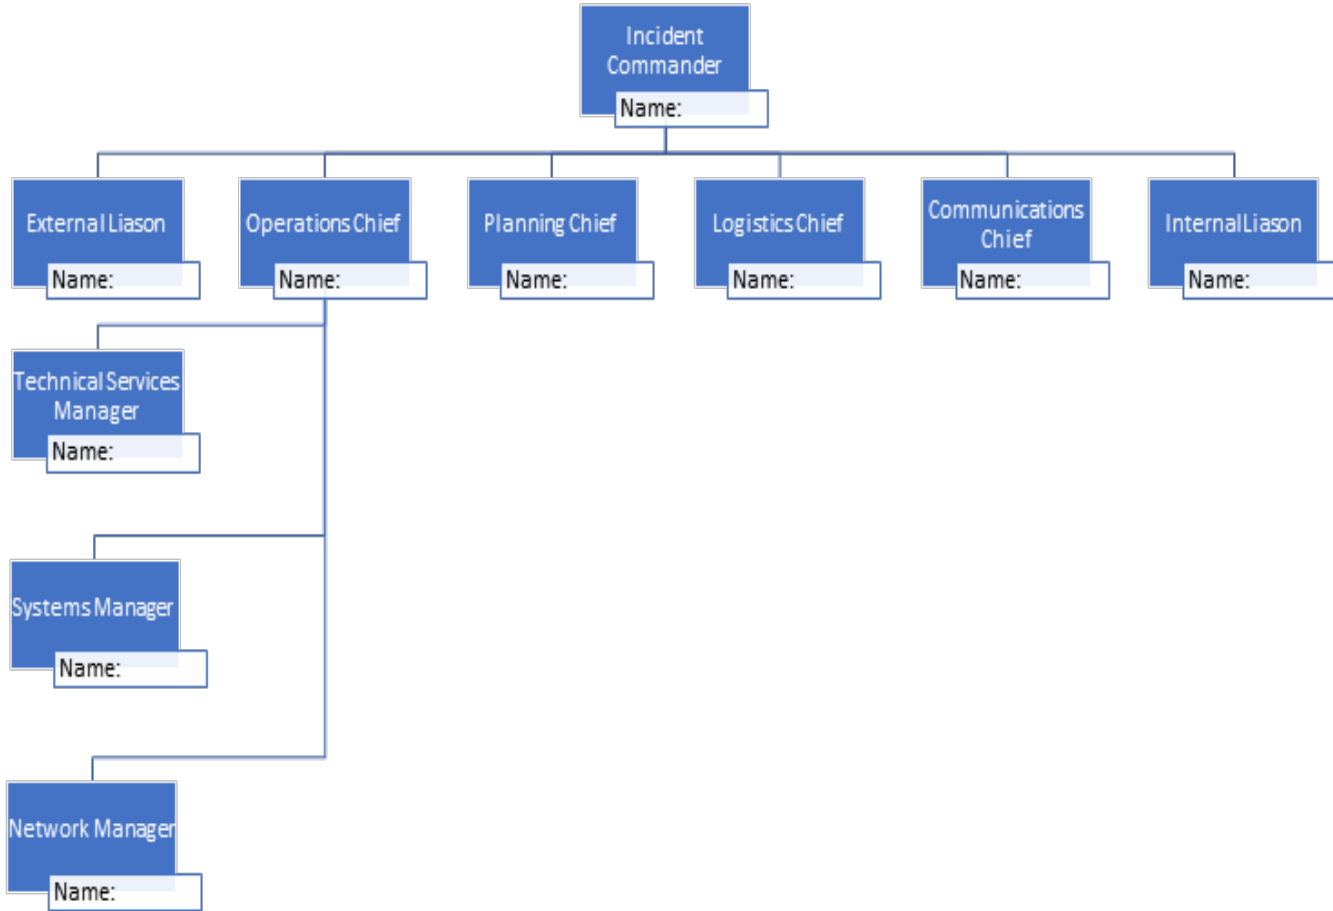 Incident
Commander
Name:
External Liason
Operations Chief
Planning Chief
Logistics Chief
Communications
Chief
Internal Liason
Name:
Name:
Name:
Name:
Name:
Name:
Technical Services
Manager
Name:
Systems Manager
Name:
Network Manager
Name: